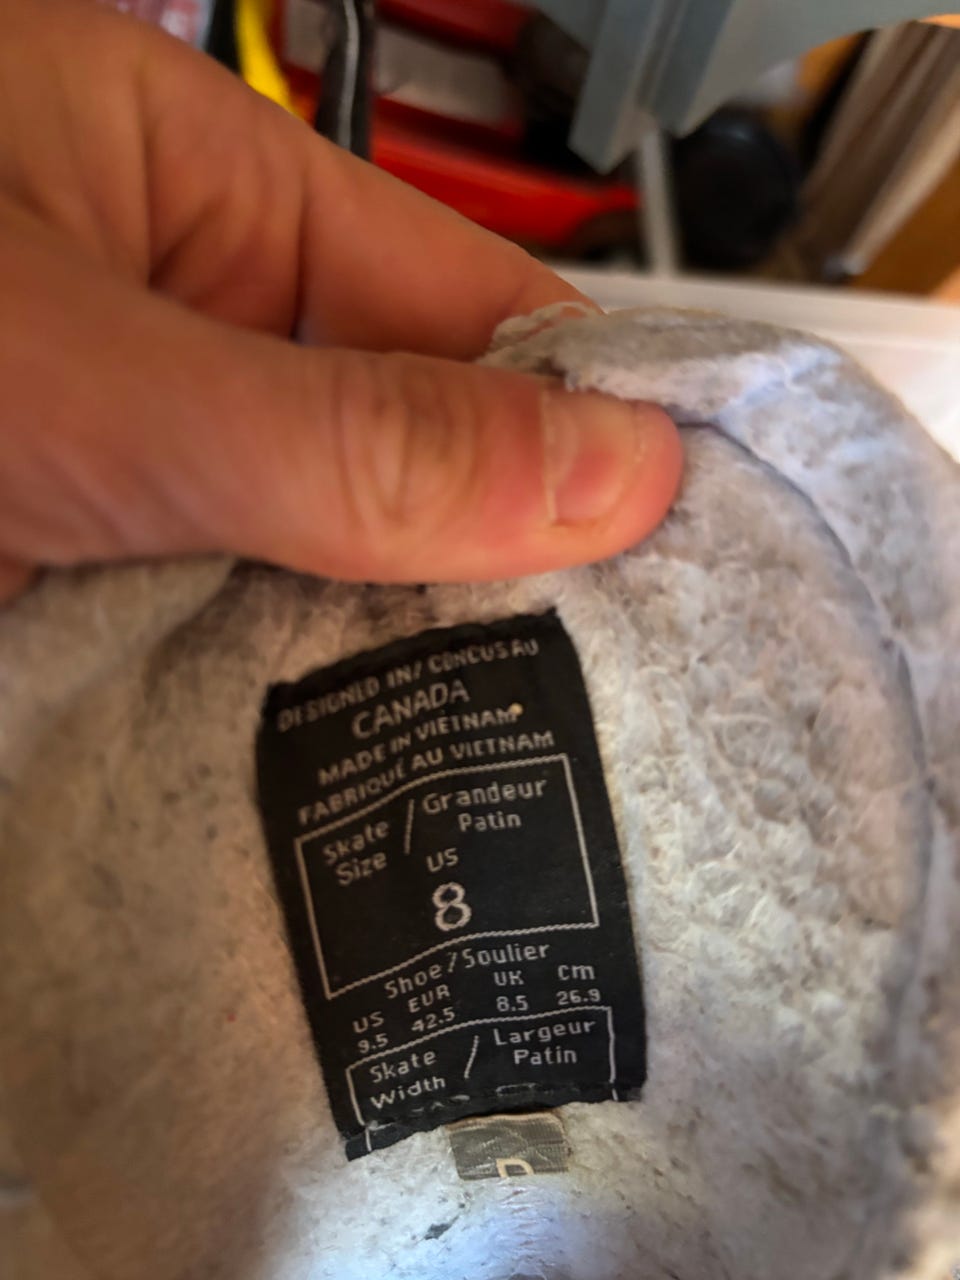 DESIGNED IN/ CONCUS AU
CANADA
MADE IN VIETNAM
FABRIQUÉ AU VIETNAM
Skate Size / Grandeur Patin
US
8
Shoe / Soulier
US EUR UK Cm
9.5 42.5 8.5 26.9
Skate Width / Largeur Patin